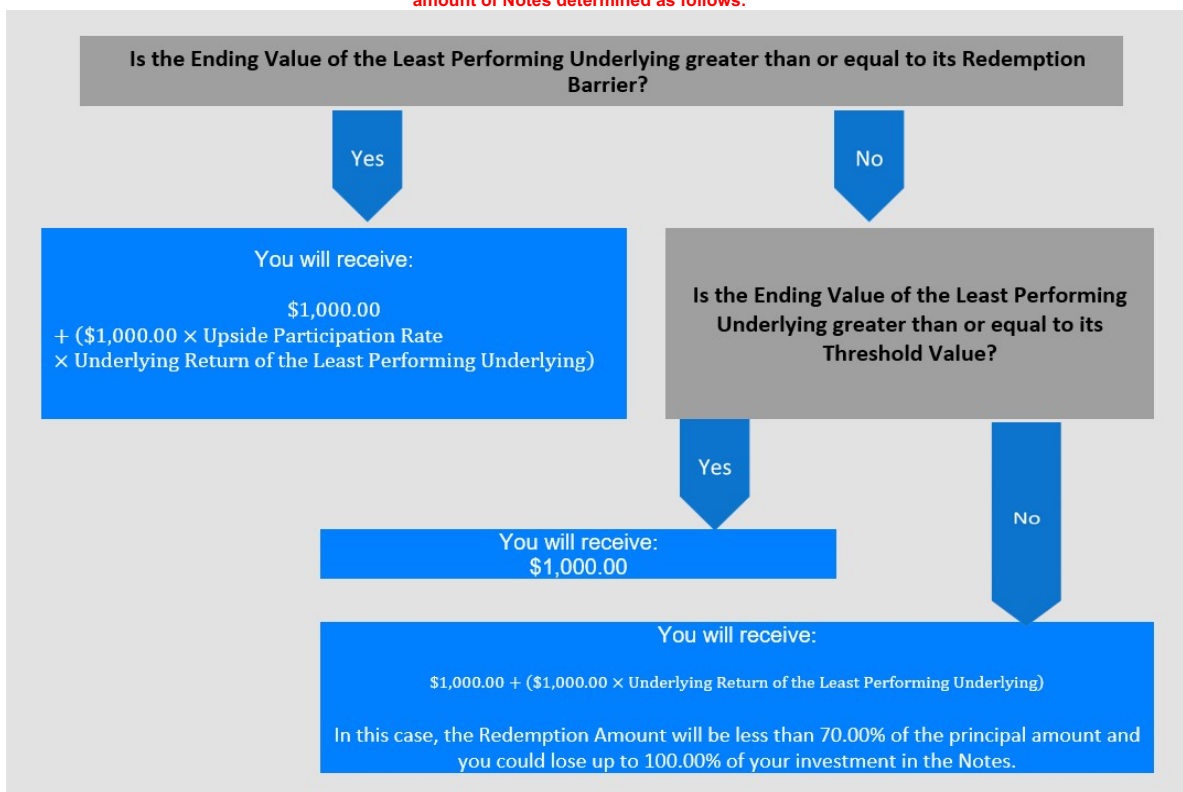 amount of Notes determined as follows:
Is the Ending Value of the Least Performing Underlying greater than or equal to its Redemption
Barrier?
Yes
No
You will receive:
$1,000.00
+ ($1,000.00 × Upside Participation Rate
× Underlying Return of the Least Performing Underlying)
Is the Ending Value of the Least Performing
Underlying greater than or equal to its
Threshold Value?
Yes
No
You will receive:
$1,000.00
You will receive:
$1,000.00 + ($1,000.00 × Underlying Return of the Least Performing Underlying)
In this case, the Redemption Amount will be less than 70.00% of the principal amount and
you could lose up to 100.00% of your investment in the Notes.